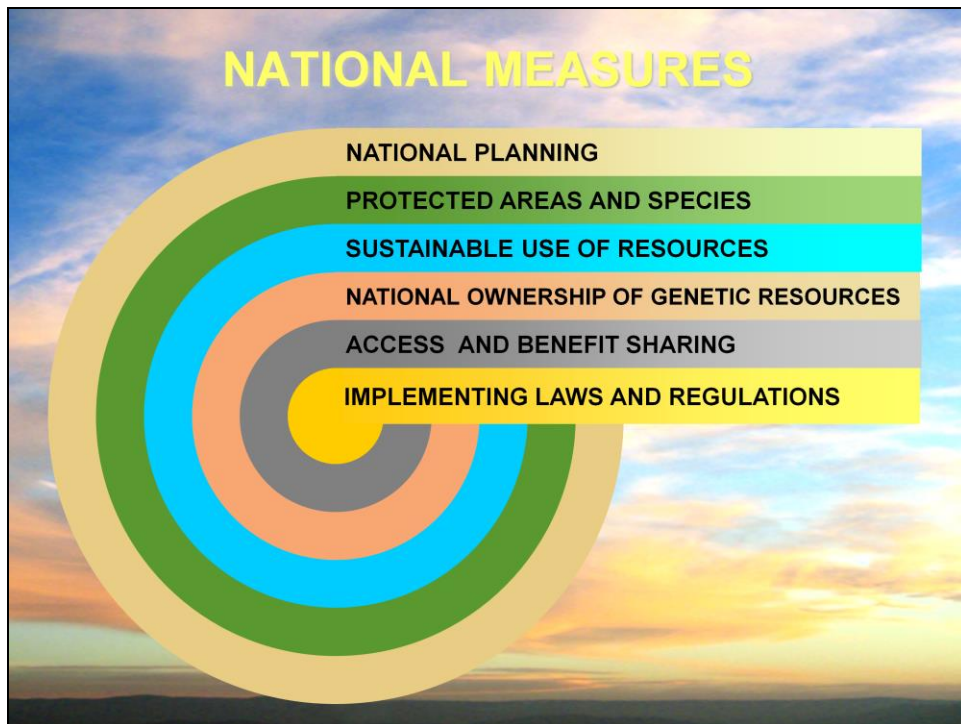 NATIONAL MEASURES
NATIONAL PLANNING
PROTECTED AREAS AND SPECIES
SUSTAINABLE USE OF RESOURCES
NATIONAL OWNERSHIP OF GENETIC RESOURCES
ACCESS AND BENEFIT SHARING
IMPLEMENTING LAWS AND REGULATIONS